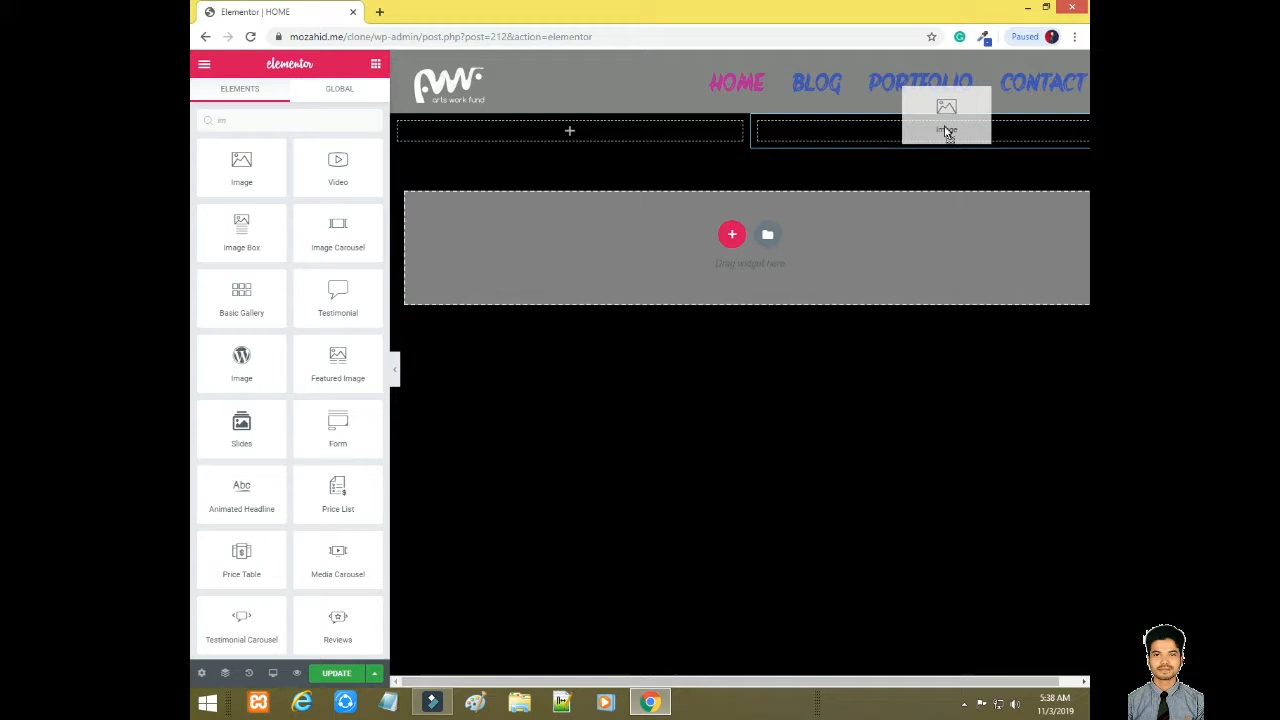 Elementor | HOME
mozahid.me/clone/wp-admin/post.php?post=212&action=elementor
Paused
elementor
ELEMENTS
GLOBAL
im
Image
Video
Image Box
Image Carousel
Basic Gallery
Testimonial
Image
Featured Image
Slides
Form
Abc
Animated Headline
Price List
Price Table
Media Carousel
Testimonial Carousel
Reviews
UPDATE
arts work fund
HOME
BLOG
PORTFOLIO
CONTACT
Image
Drag widget here
5:38 AM
11/3/2019